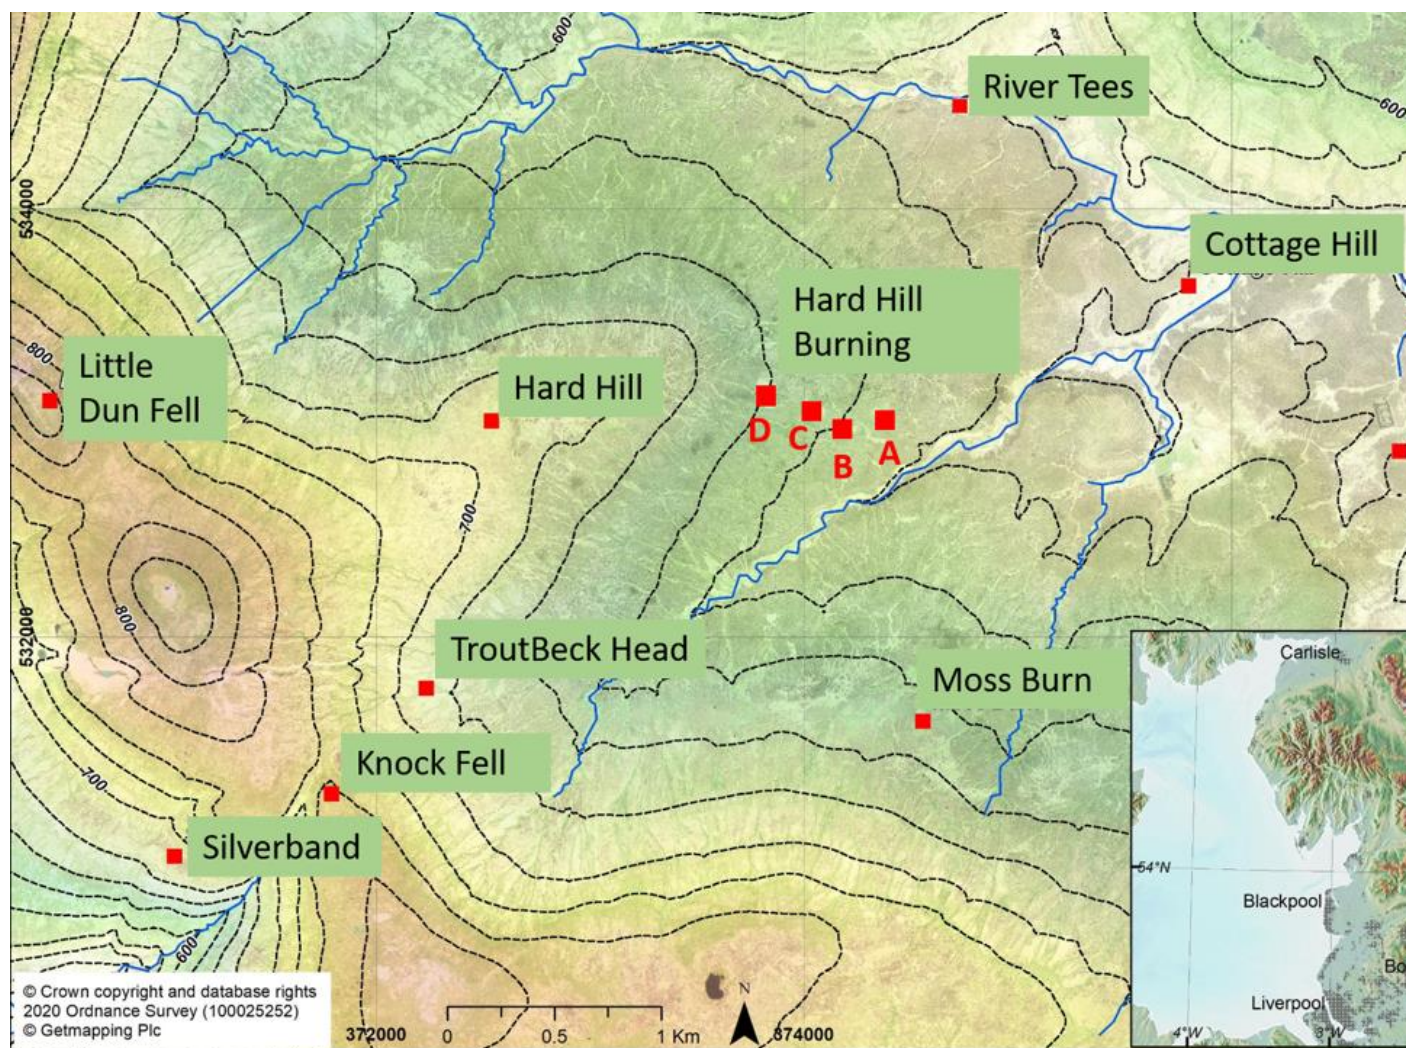 600
River Tees
600
534000
Cottage Hill
Hard Hill
Burning
800
Little
Dun Fell
Hard Hill
D
C
B
A
700
800
532000
TroutBeck Head
Moss Burn
Carlisle
Knock Fell
700
Silverband
54°N
Blackpool
600
Bo
© Crown copyright and database rights
2020 Ordnance Survey (100025252)
© Getmapping Plc
N
Liverpool
372000
0
0.5
1 Km
874000
4°W
3°W